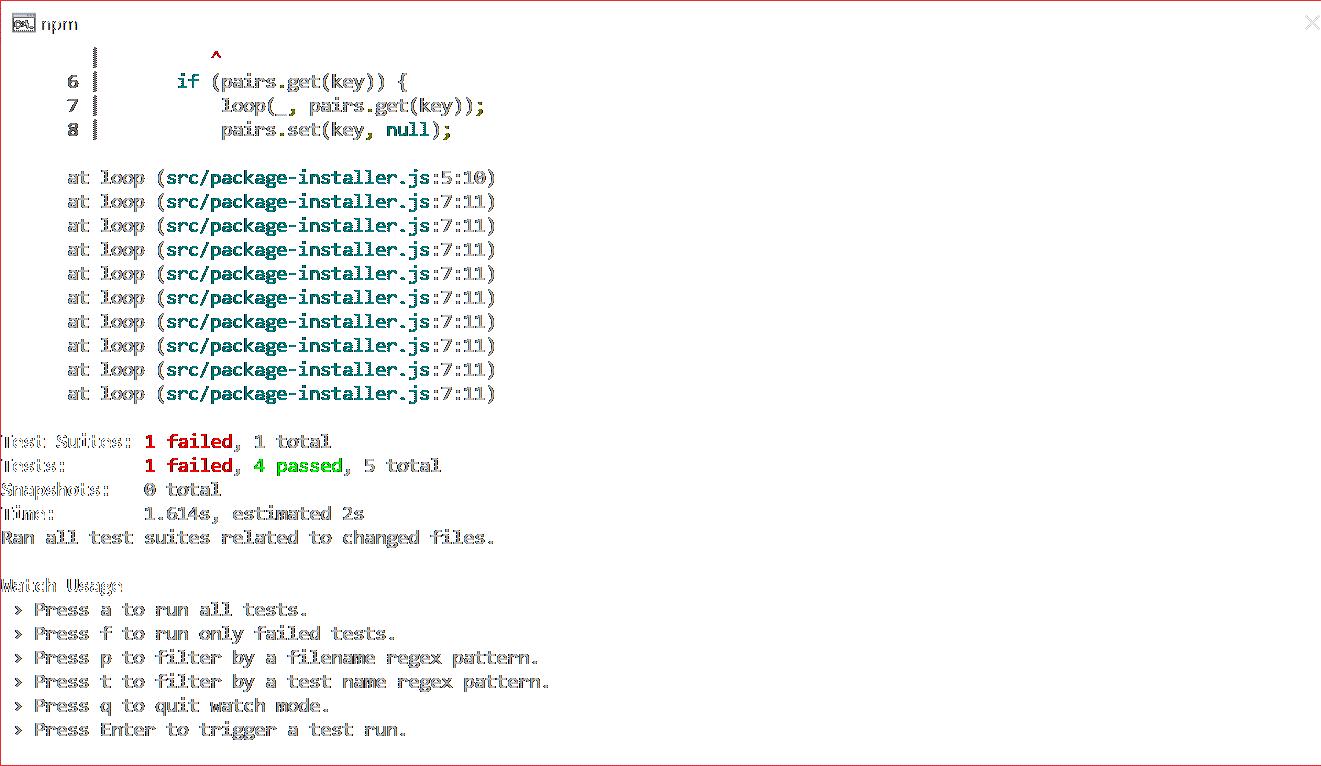 npm
|          ^
6 |       if (pairs.get(key)) {
7 |           loop(_, pairs.get(key));
8 |           pairs.set(key, null);
at loop (src/package-installer.js:5:10)
at loop (src/package-installer.js:7:11)
at loop (src/package-installer.js:7:11)
at loop (src/package-installer.js:7:11)
at loop (src/package-installer.js:7:11)
at loop (src/package-installer.js:7:11)
at loop (src/package-installer.js:7:11)
at loop (src/package-installer.js:7:11)
at loop (src/package-installer.js:7:11)
at loop (src/package-installer.js:7:11)
Test Suites: 1 failed, 1 total
Tests:       1 failed, 4 passed, 5 total
Snapshots:   0 total
Time:        1.614s, estimated 2s
Ran all test suites related to changed files.
Watch Usage
› Press a to run all tests.
› Press f to run only failed tests.
› Press p to filter by a filename regex pattern.
› Press t to filter by a test name regex pattern.
› Press q to quit watch mode.
› Press Enter to trigger a test run.